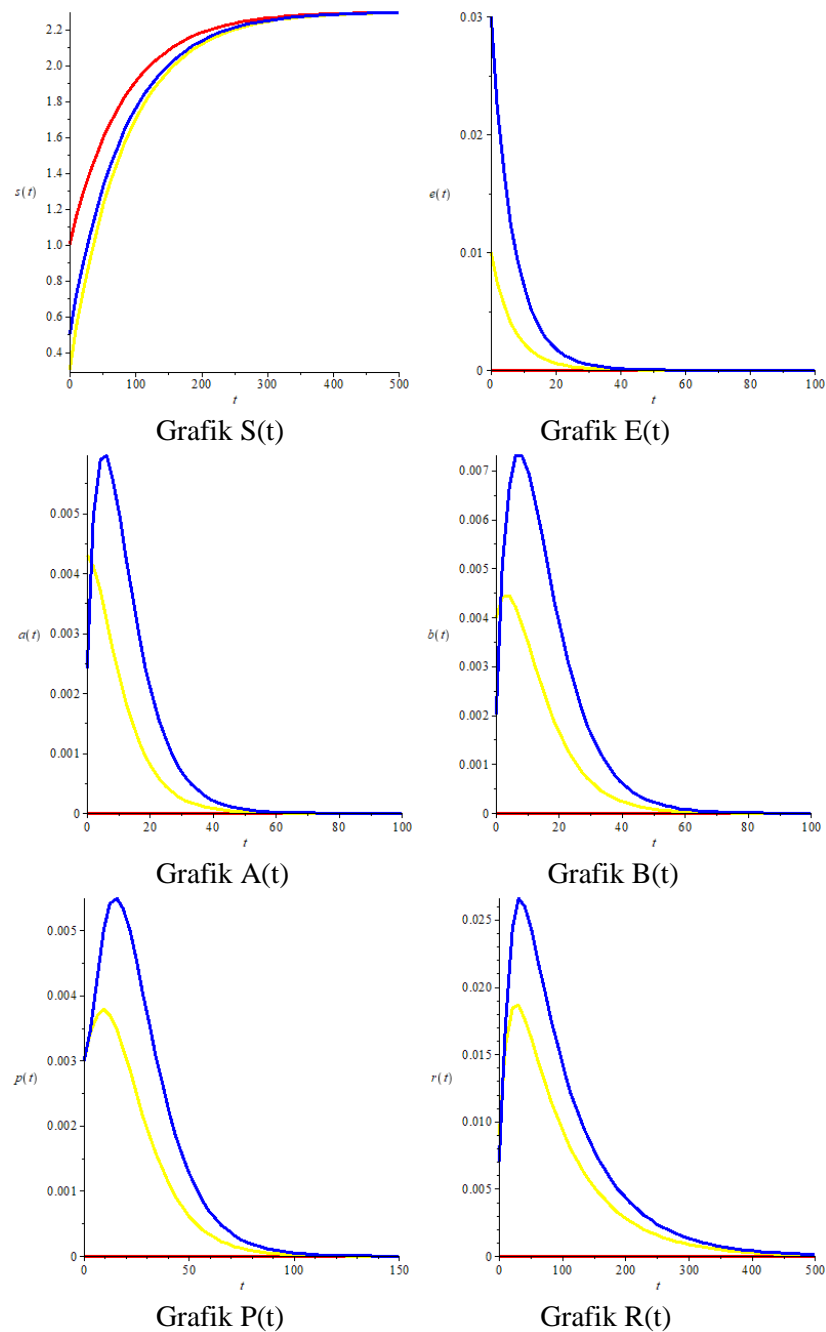 2.2
2.0
1.8
1.6
1.4
s(t)
1.2
1.0
0.8
0.6
0.4
0 100 200 300 400 500
t
Grafik S(t)
0.03
0.02
e(t)
0.01
0
0 20 40 60 80 100
t
Grafik E(t)
0.005
0.004
0.003
a(t)
0.002
0.001
0
0 20 40 60 80 100
t
Grafik A(t)
0.007
0.006
0.005
0.004
b(t)
0.003
0.002
0.001
0
0 20 40 60 80 100
t
Grafik B(t)
0.005
0.004
0.003
p(t)
0.002
0.001
0
0 50 100 150
t
Grafik P(t)
0.025
0.020
0.015
r(t)
0.010
0.005
0
0 100 200 300 400 500
t
Grafik R(t)